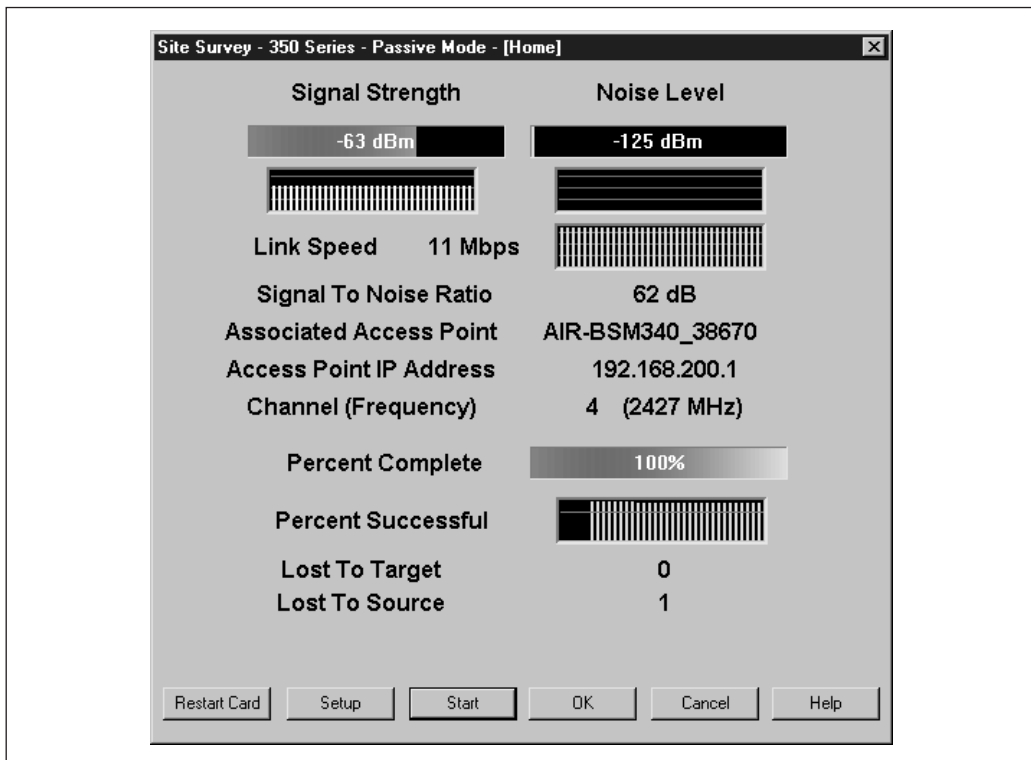 Site Survey - 350 Series - Passive Mode - [Home]
Signal Strength Noise Level
-63 dBm -125 dBm
Link Speed 11 Mbps
Signal To Noise Ratio 62 dB
Associated Access Point AIR-BSM340_38670
Access Point IP Address 192.168.200.1
Channel (Frequency) 4 (2427 MHz)
Percent Complete 100%
Percent Successful
Lost To Target 0
Lost To Source 1
Restart Card Setup Start OK Cancel Help